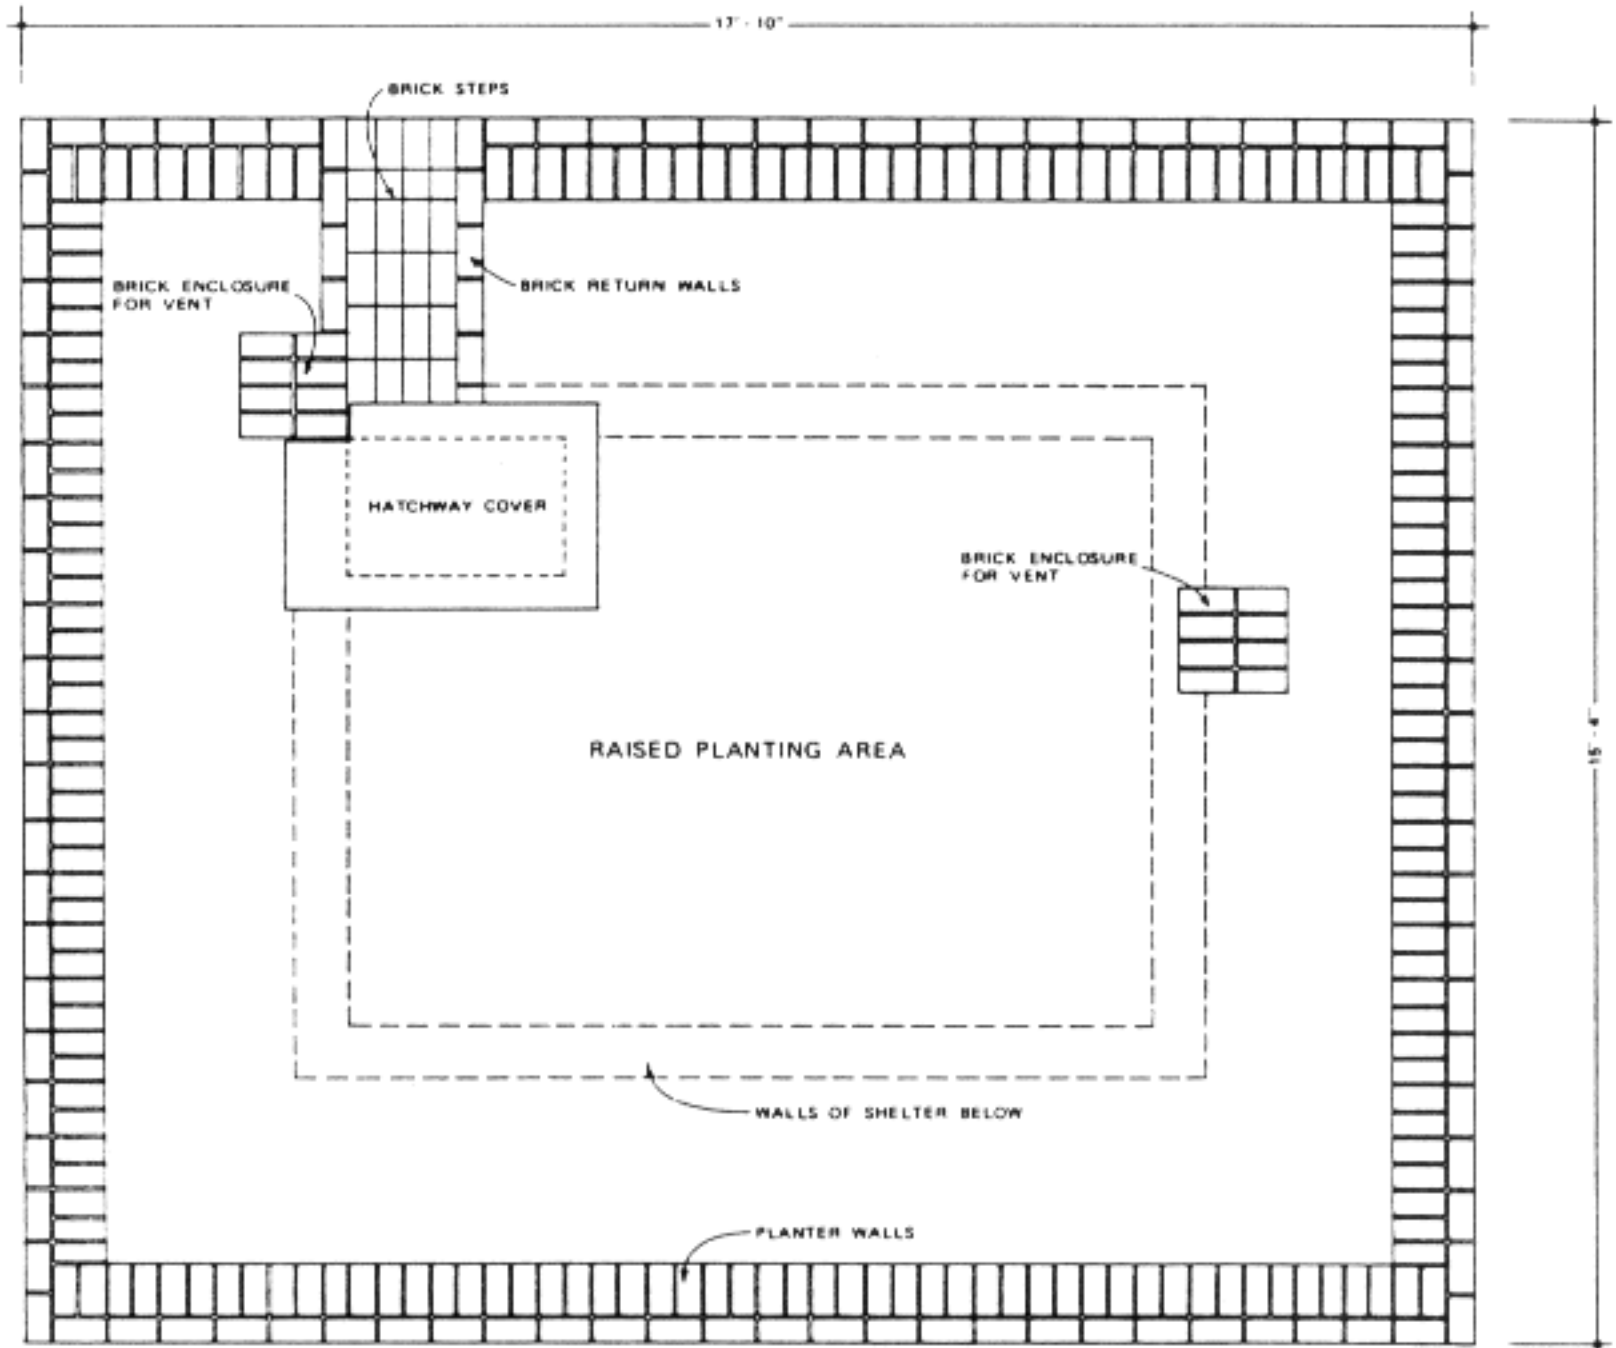 17' - 10"
BRICK STEPS
BRICK ENCLOSURE
FOR VENT
BRICK RETURN WALLS
HATCHWAY COVER
BRICK ENCLOSURE
FOR VENT
15' - 4"
RAISED PLANTING AREA
WALLS OF SHELTER BELOW
PLANTER WALLS